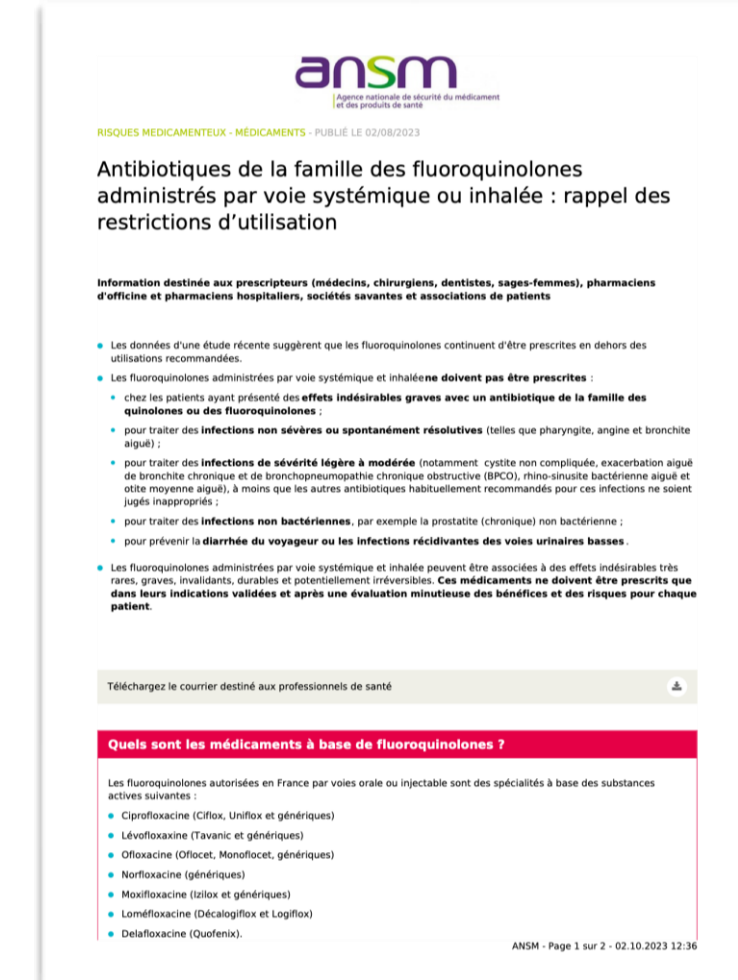 ansm
Agence nationale de sécurité du médicament
et des produits de santé
RISQUES MEDICAMENTEUX - MÉDICAMENTS - PUBLIÉ LE 02/08/2023
Antibiotiques de la famille des fluoroquinolones
administrés par voie systémique ou inhalée : rappel des
restrictions d’utilisation
Information destinée aux prescripteurs (médecins, chirurgiens, dentistes, sages-femmes), pharmaciens
d'officine et pharmaciens hospitaliers, sociétés savantes et associations de patients
Les données d'une étude récente suggèrent que les fluoroquinolones continuent d'être prescrites en dehors des
utilisations recommandées.
Les fluoroquinolones administrées par voie systémique et inhaléene doivent pas être prescrites :
chez les patients ayant présenté des effets indésirables graves avec un antibiotique de la famille des
quinolones ou des fluoroquinolones ;
pour traiter des infections non sévères ou spontanément résolutives (telles que pharyngite, angine et bronchite
aiguë) ;
pour traiter des infections de sévérité légère à modérée (notamment cystite non compliquée, exacerbation aiguë
de bronchite chronique et de bronchopneumopathie chronique obstructive (BPCO), rhino-sinusite bactérienne aiguë et
otite moyenne aiguë), à moins que les autres antibiotiques habituellement recommandés pour ces infections ne soient
jugés inappropriés ;
pour traiter des infections non bactériennes, par exemple la prostatite (chronique) non bactérienne ;
pour prévenir la diarrhée du voyageur ou les infections récidivantes des voies urinaires basses.
Les fluoroquinolones administrées par voie systémique et inhalée peuvent être associées à des effets indésirables très
rares, graves, invalidants, durables et potentiellement irréversibles. Ces médicaments ne doivent être prescrits que
dans leurs indications validées et après une évaluation minutieuse des bénéfices et des risques pour chaque
patient.
Téléchargez le courrier destiné aux professionnels de santé
Quels sont les médicaments à base de fluoroquinolones ?
Les fluoroquinolones autorisées en France par voies orale ou injectable sont des spécialités à base des substances
actives suivantes :
Ciprofloxacine (Ciflox, Uniflox et génériques)
Lévofloxaxine (Tavanic et génériques)
Ofloxacine (Oflocet, Monoflocet, génériques)
Norfloxacine (génériques)
Moxifloxacine (Izilox et génériques)
Loméfloxacine (Décalogiflox et Logiflox)
Delafloxacine (Quofenix).
ANSM - Page 1 sur 2 - 02.10.2023 12:36